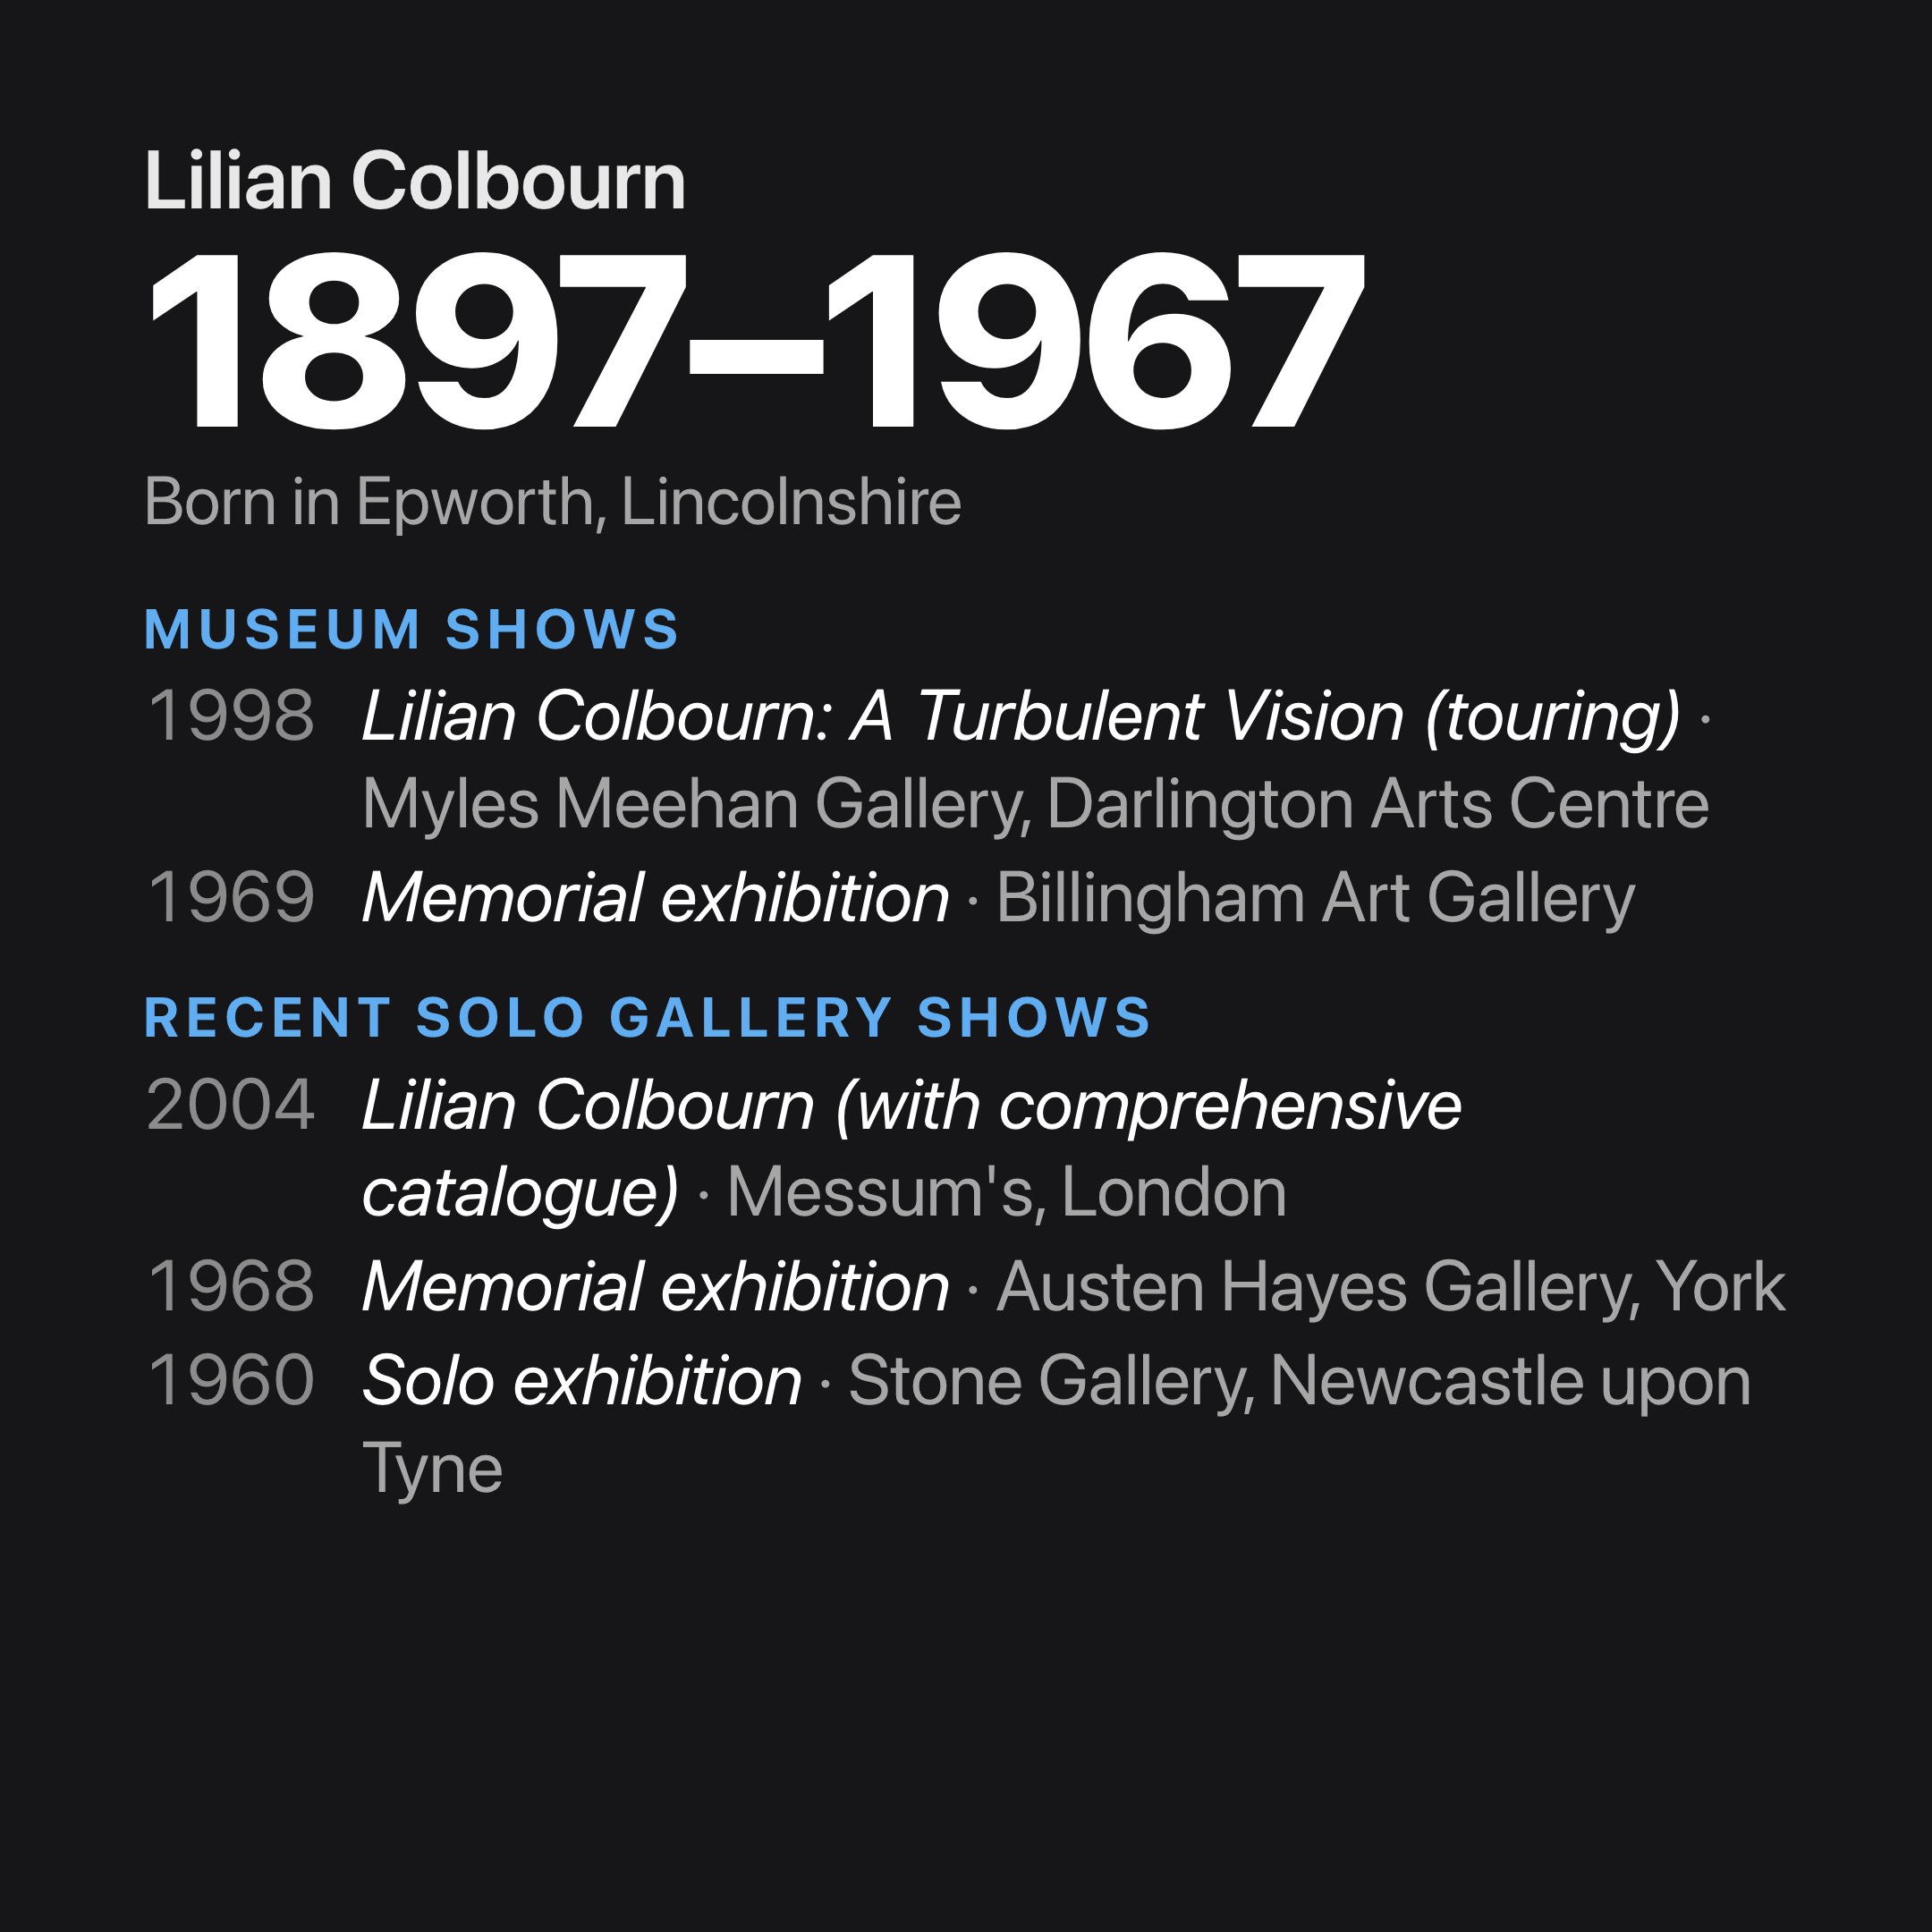 Lilian Colbourn
1897–1967
Born in Epworth, Lincolnshire
MUSEUM SHOWS
1998 Lilian Colbourn: A Turbulent Vision (touring) ·
Myles Meehan Gallery, Darlington Arts Centre
1969 Memorial exhibition · Billingham Art Gallery
RECENT SOLO GALLERY SHOWS
2004 Lilian Colbourn (with comprehensive
catalogue) · Messum's, London
1968 Memorial exhibition · Austen Hayes Gallery, York
1960 Solo exhibition · Stone Gallery, Newcastle upon
Tyne